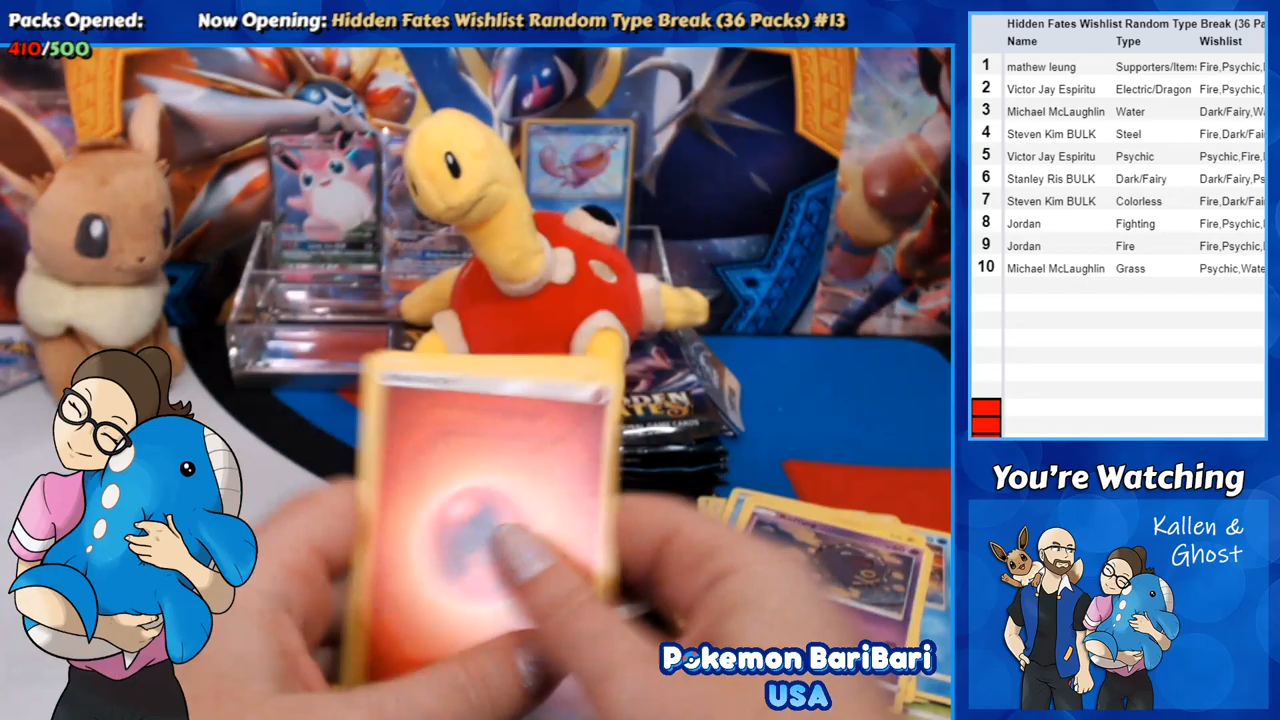 Packs Opened:
Now Opening: Hidden Fates Wishlist Random Type Break (36 Packs) #13
410/500
Hidden Fates Wishlist Random Type Break (36 Pa
Name Type Wishlist
1 mathew leung Supporters/Items Fire,Psychic,
2 Victor Jay Espiritu Electric/Dragon Fire,Psychic,
3 Michael McLaughlin Water Dark/Fairy,Wa
4 Steven Kim BULK Steel Fire,Dark/Fai
5 Victor Jay Espiritu Psychic Psychic,Fire,
6 Stanley Ris BULK Dark/Fairy Dark/Fairy,Ps
7 Steven Kim BULK Colorless Fire,Dark/Fai
8 Jordan Fighting Fire,Psychic,
9 Jordan Fire Fire,Psychic,
10 Michael McLaughlin Grass Psychic,Wate
You're Watching
Kallen &
Ghost
Pokemon BariBari
USA